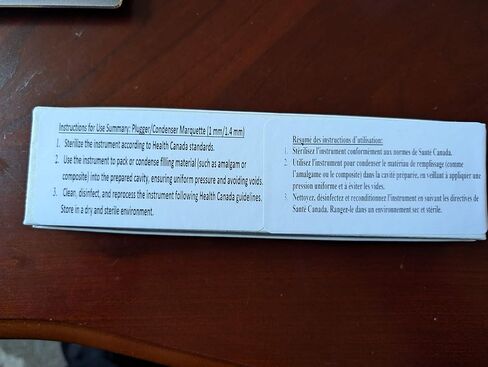 Instructions for Use Summary: Plugger/Condenser Marquette (1 mm/1.4 mm)
1. Sterilize the instrument according to Health Canada standards.
2. Use the instrument to pack or condense filling material (such as amalgam or
composite) into the prepared cavity, ensuring uniform pressure and avoiding voids.
3. Clean, disinfect, and reprocess the instrument following Health Canada guidelines.
Store in a dry and sterile environment.
Résume des instructions d'utilisation:
1. Stérilisez l'instrument conformément aux normes de Santé Canada.
2. Utilisez l'instrument pour condenser le matériau de remplissage (comme
l'amalgame ou le composite) dans la cavité préparée, en veillant à appliquer une
pression uniforme et à éviter les vides.
3. Nettoyez, désinfectez et reconditionnez l'instrument en suivant les directives de
Santé Canada. Rangez-le dans un environnement sec et stérile.